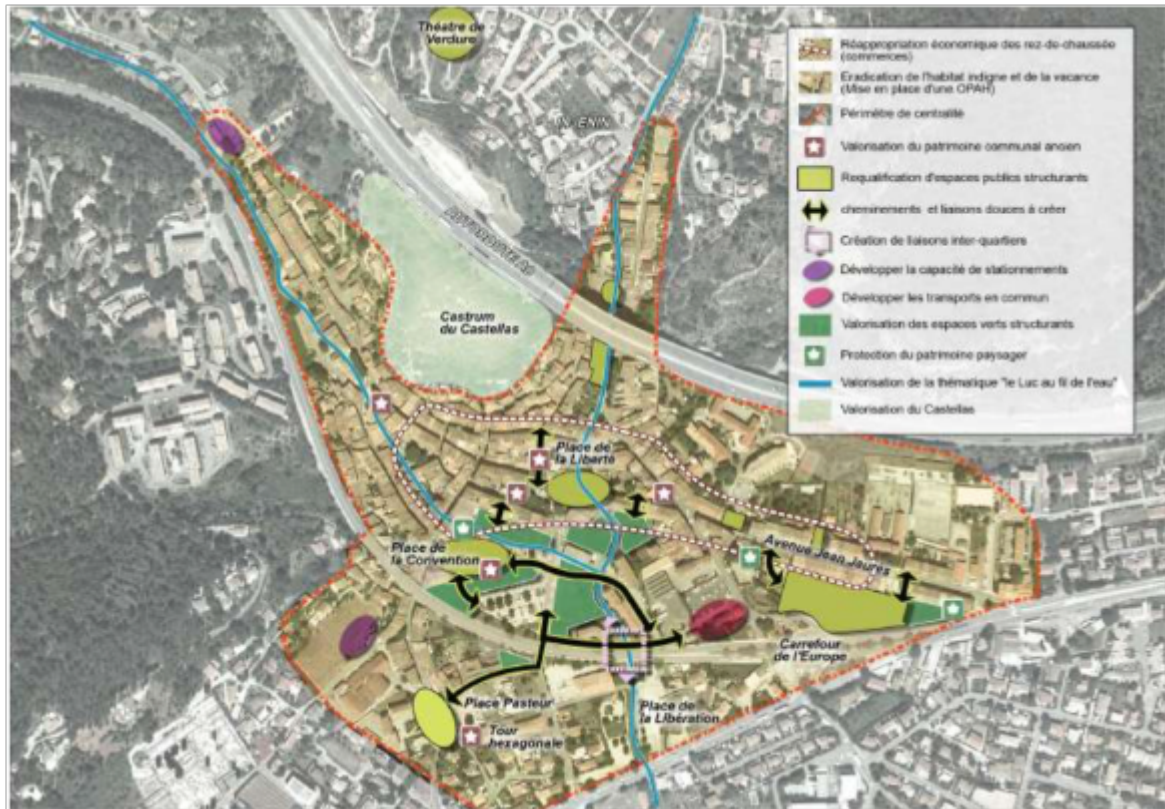 Théatre de
Verdure
IN-ENIN
AUTOROUTE A8
Castrum
du Castellas
Place de
la Liberté
Place de
la Convention
Avenue Jean Jaurès
Carrefour
de l'Europe
Place Pasteur
Place de
la Libération
Tour
hexagonale
Réappropriation économique des rez-de-chaussée
(commerces)
Eradication de l'habitat indigne et de la vacance
(Mise en place d'une OPAH)
Périmètre de centralité
Valorisation du patrimoine communal ancien
Requalification d'espaces publics structurants
cheminements et liaisons douces à créer
Création de liaisons inter-quartiers
Développer la capacité de stationnements
Développer les transports en commun
Valorisation des espaces verts structurants
Protection du patrimoine paysager
Valorisation de la thématique "le Luc au fil de l'eau"
Valorisation du Castellas